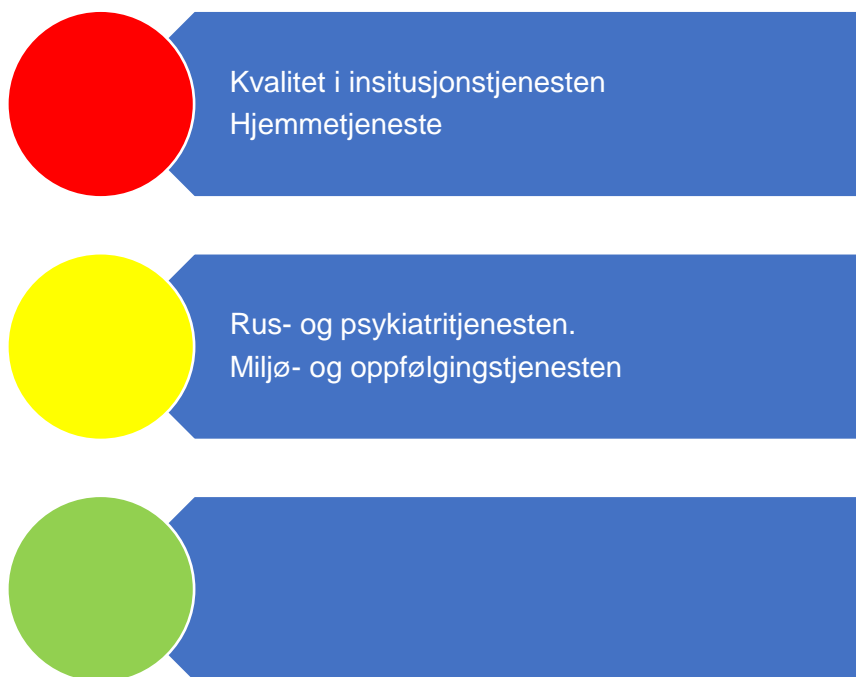 Kvalitet i insitusjonstjenesten
Hjemmetjeneste
Rus- og psykiatritjenesten.
Miljø- og oppfølgingstjenesten